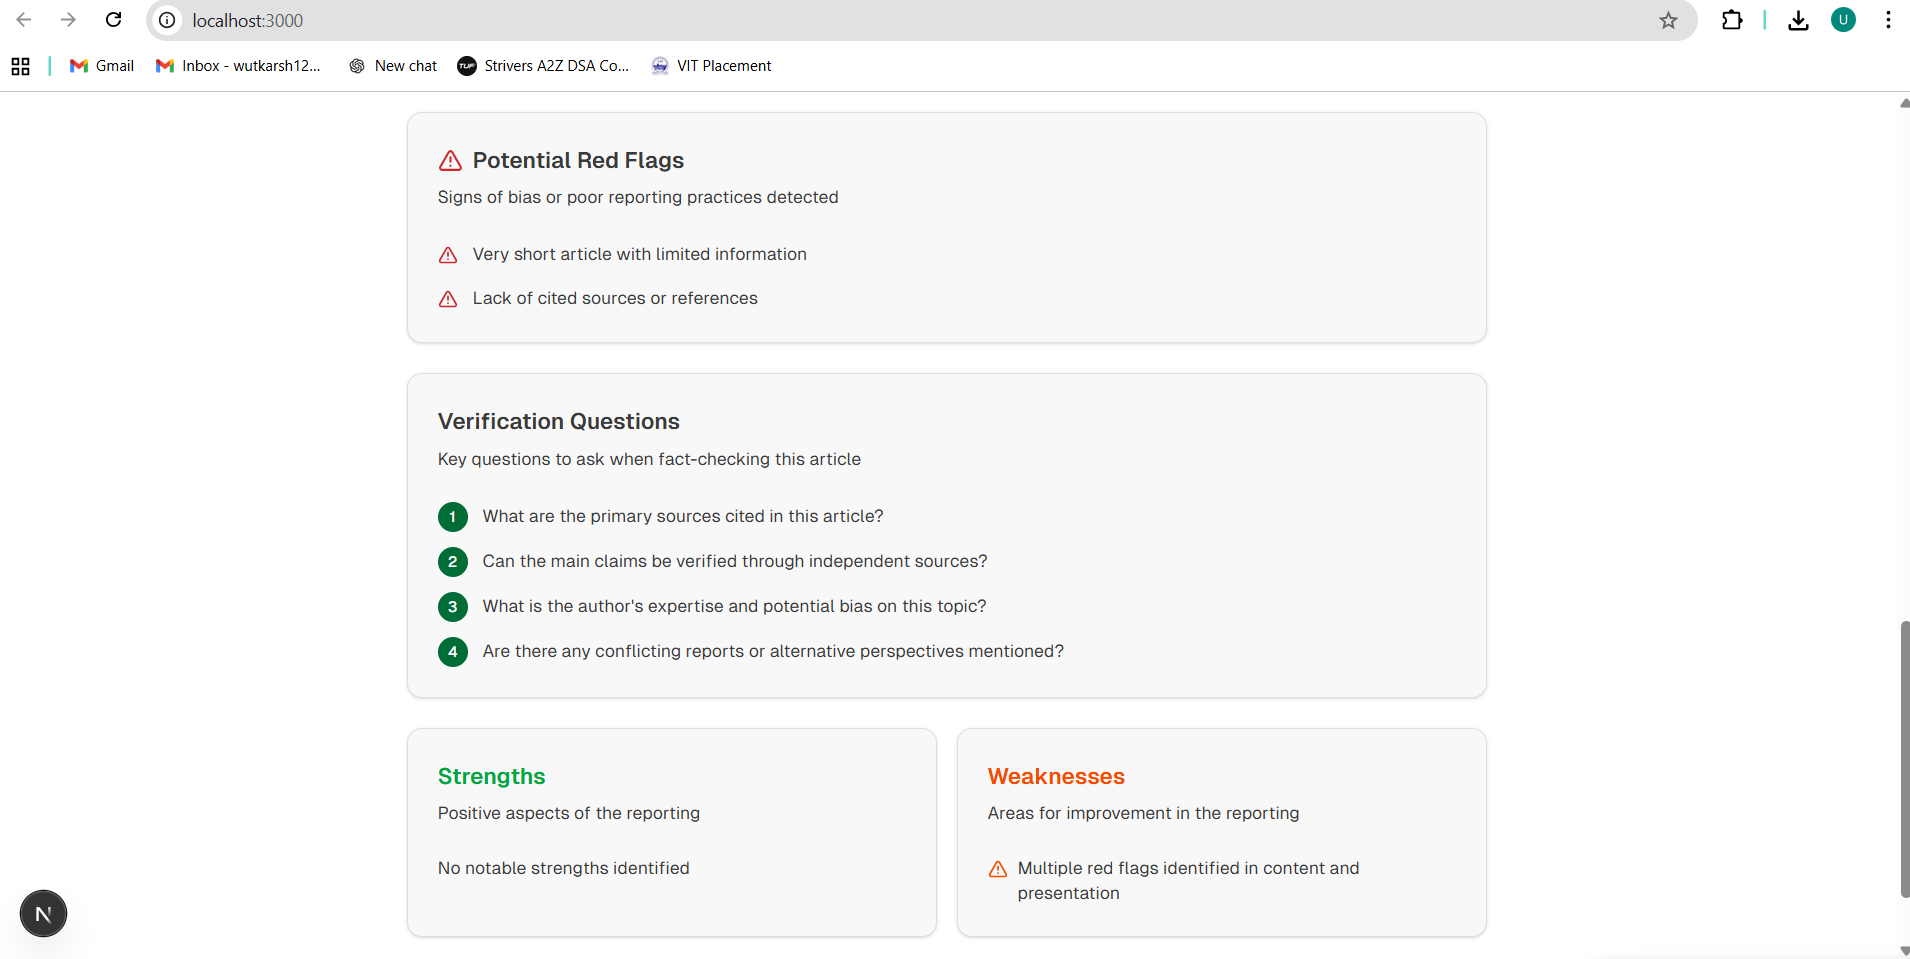 localhost:3000
U
Gmail
Inbox - wutkarsh12...
New chat
TUF
Strivers A2Z DSA Co...
VIT Placement
Potential Red Flags
Signs of bias or poor reporting practices detected
Very short article with limited information
Lack of cited sources or references
Verification Questions
Key questions to ask when fact-checking this article
1 What are the primary sources cited in this article?
2 Can the main claims be verified through independent sources?
3 What is the author's expertise and potential bias on this topic?
4 Are there any conflicting reports or alternative perspectives mentioned?
Strengths
Positive aspects of the reporting
No notable strengths identified
Weaknesses
Areas for improvement in the reporting
Multiple red flags identified in content and
presentation
N